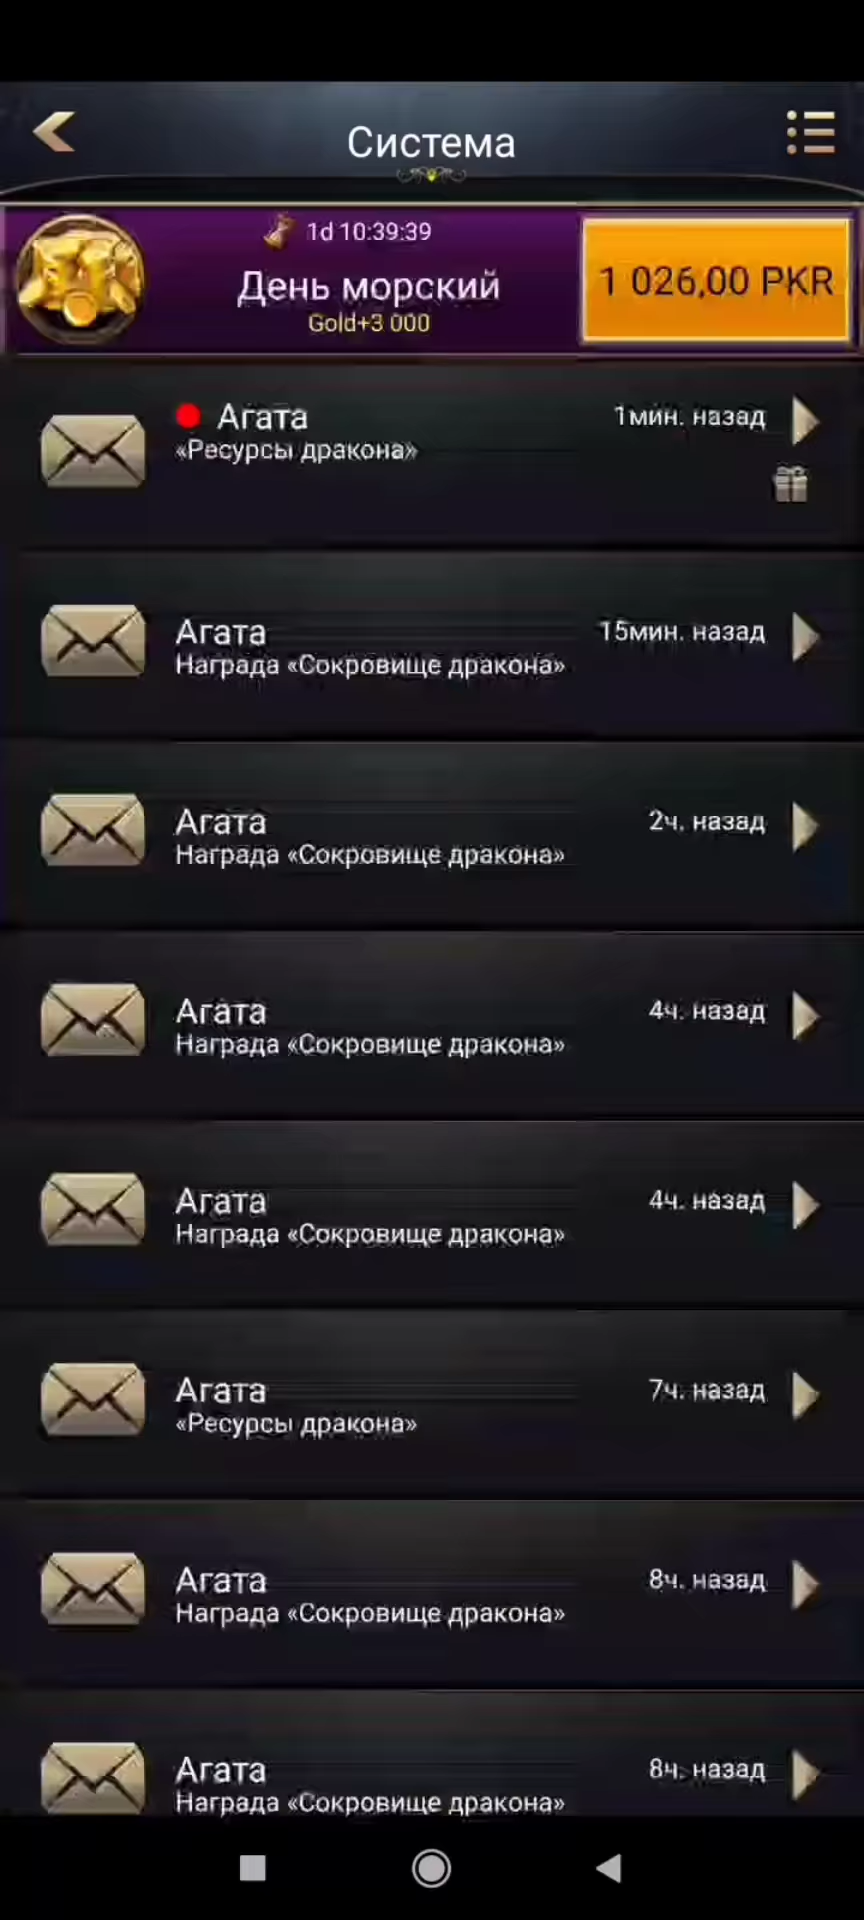 Система
1d 10:39:39
День морский
Gold+3 000
1 026,00 PKR
Агата
1мин. назад
«Ресурсы дракона»
Агата
15мин. назад
Награда «Сокровище дракона»
Агата
2ч. назад
Награда «Сокровище дракона»
Агата
4ч. назад
Награда «Сокровище дракона»
Агата
4ч. назад
Награда «Сокровище дракона»
Агата
7ч. назад
«Ресурсы дракона»
Агата
8ч. назад
Награда «Сокровище дракона»
Агата
8ч. назад
Награда «Сокровище дракона»